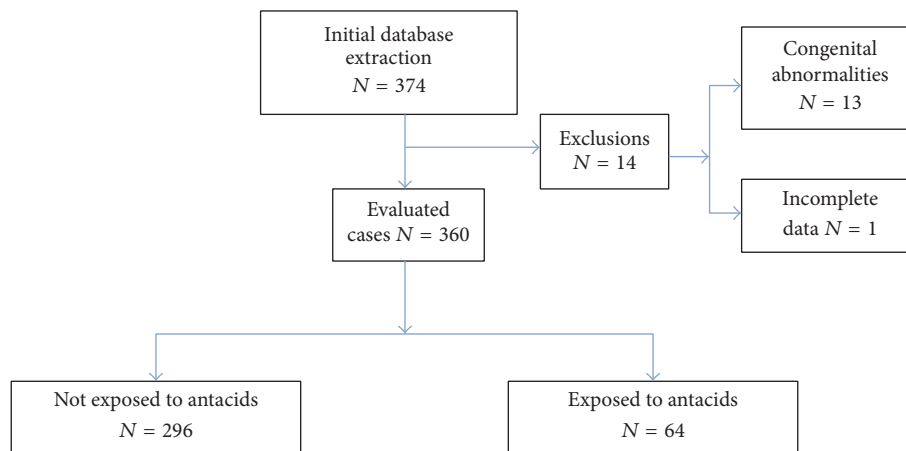 Initial database
extraction
N = 374
Congenital
abnormalities
N = 13
Exclusions
N = 14
Incomplete
data N = 1
Evaluated
cases N = 360
Not exposed to antacids
N = 296
Exposed to antacids
N = 64